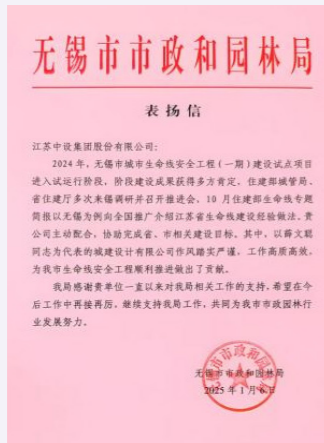 无锡市市政和园林局
表扬信
江苏中设集团股份有限公司：
2024年，无锡市城市生命线安全工程（一期）建设试点项目
进入试运行阶段，阶段建设成果获得多方肯定。住建部城管局、
省住建厅多次来锡调研并召开推进会，10月住建部生命线专题
简报以无锡为例向全国推广介绍江苏省生命线建设经验做法。贵
公司主动配合，协助完成省、市相关建设目标。其中，以薛文聪
同志为代表的城建设计有限公司作风踏实严谨，工作高质高效，
为我市生命线安全工程顺利推进做出了贡献。
我局感谢贵单位一直以来对我局相关工作的支持。希望在今
后工作中再接再厉，继续支持我局工作，共同为我市市政园林行
业发展努力。
无锡市市政和园林局
2025年1月6日